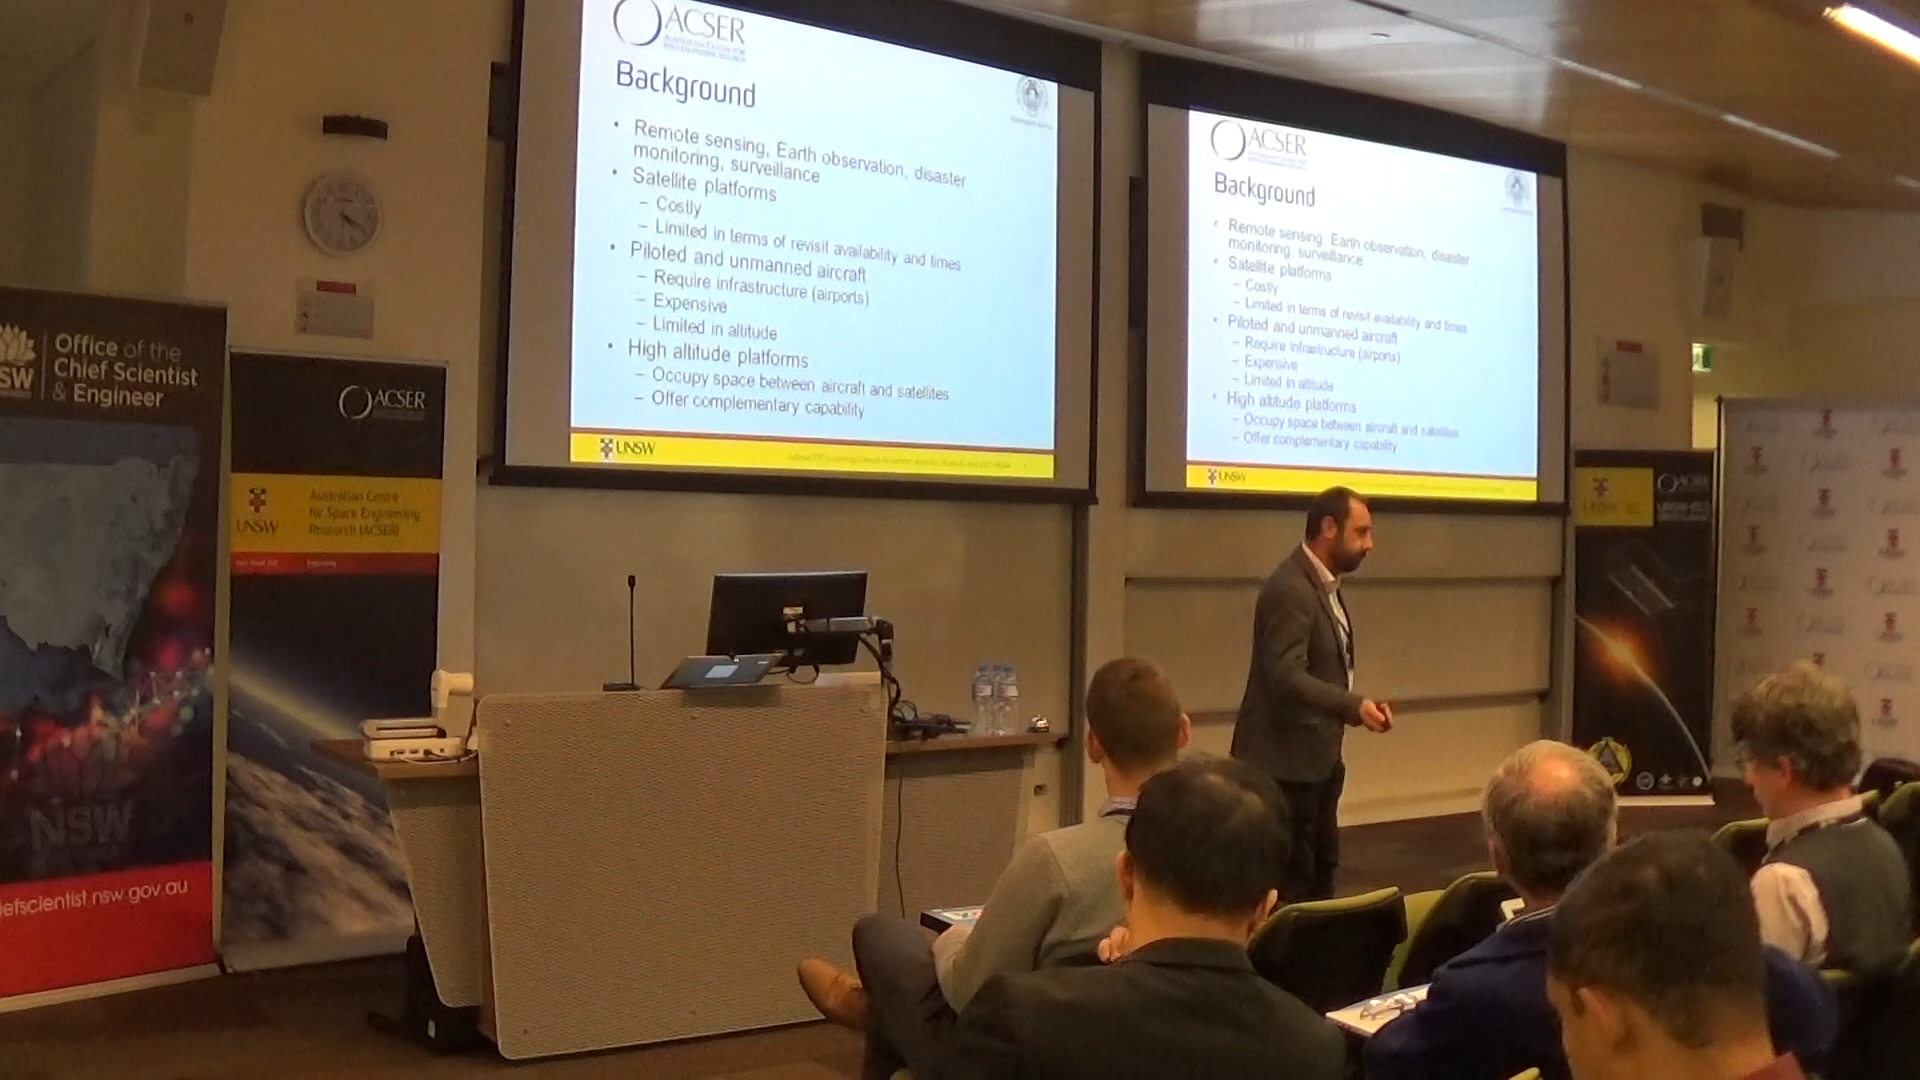 ACSER
Background
• Remote sensing, Earth observation, disaster
monitoring, surveillance
• Satellite platforms
– Costly
– Limited in terms of revisit availability and times
• Piloted and unmanned aircraft
– Require infrastructure (airports)
– Expensive
– Limited in altitude
• High altitude platforms
– Occupy space between aircraft and satellites
– Offer complementary capability
UNSW
ACSER
Background
• Remote sensing, Earth observation, disaster
monitoring, surveillance
• Satellite platforms
– Costly
– Limited in terms of revisit availability and times
• Piloted and unmanned aircraft
– Require infrastructure (airports)
– Expensive
– Limited in altitude
• High altitude platforms
– Occupy space between aircraft and satellites
– Offer complementary capability
UNSW
SW
Office of the
Chief Scientist
& Engineer
NSW
iefscientist.nsw.gov.au
ACSER
UNSW
Australian Centre
for Space Engineering
Research (ACSER)
UNSW
ACSER